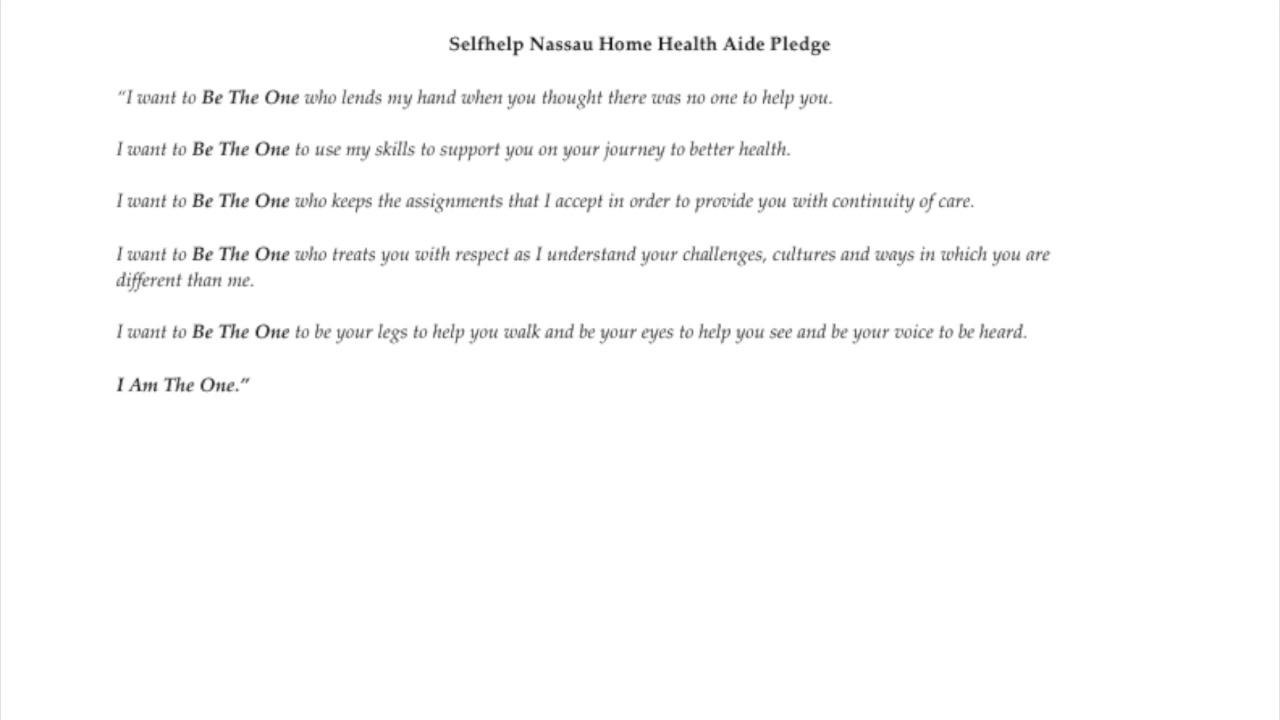 Selfhelp Nassau Home Health Aide Pledge
“I want to Be The One who lends my hand when you thought there was no one to help you.
I want to Be The One to use my skills to support you on your journey to better health.
I want to Be The One who keeps the assignments that I accept in order to provide you with continuity of care.
I want to Be The One who treats you with respect as I understand your challenges, cultures and ways in which you are
different than me.
I want to Be The One to be your legs to help you walk and be your eyes to help you see and be your voice to be heard.
I Am The One.”